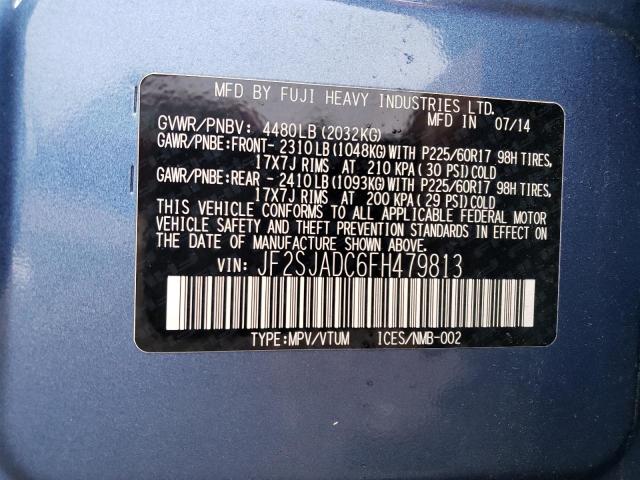 MFD BY FUJI HEAVY INDUSTRIES LTD.
MFD IN 07/14
GVWR/PNBV: 4480LB(2032KG)
GAWR/PNBE:FRONT- 2310LB(1048KG)WITH P225/60R17 98H TIRES,
17X7J RIMS AT 210 KPA(30 PSI)COLD
GAWR/PNBE:REAR - 2410LB(1093KG)WITH P225/60R17 98H TIRES,
17X7J RIMS AT 200 KPA(29 PSI)COLD
THIS VEHICLE CONFORMS TO ALL APPLICABLE FEDERAL MOTOR
VEHICLE SAFETY AND THEFT PREVENTION STANDARDS IN EFFECT
ON THE DATE OF MANUFACTURE SHOWN ABOVE.
VIN: JF2SJADC6FH479813
TYPE:MPV/VTUM ICES/NMB-002